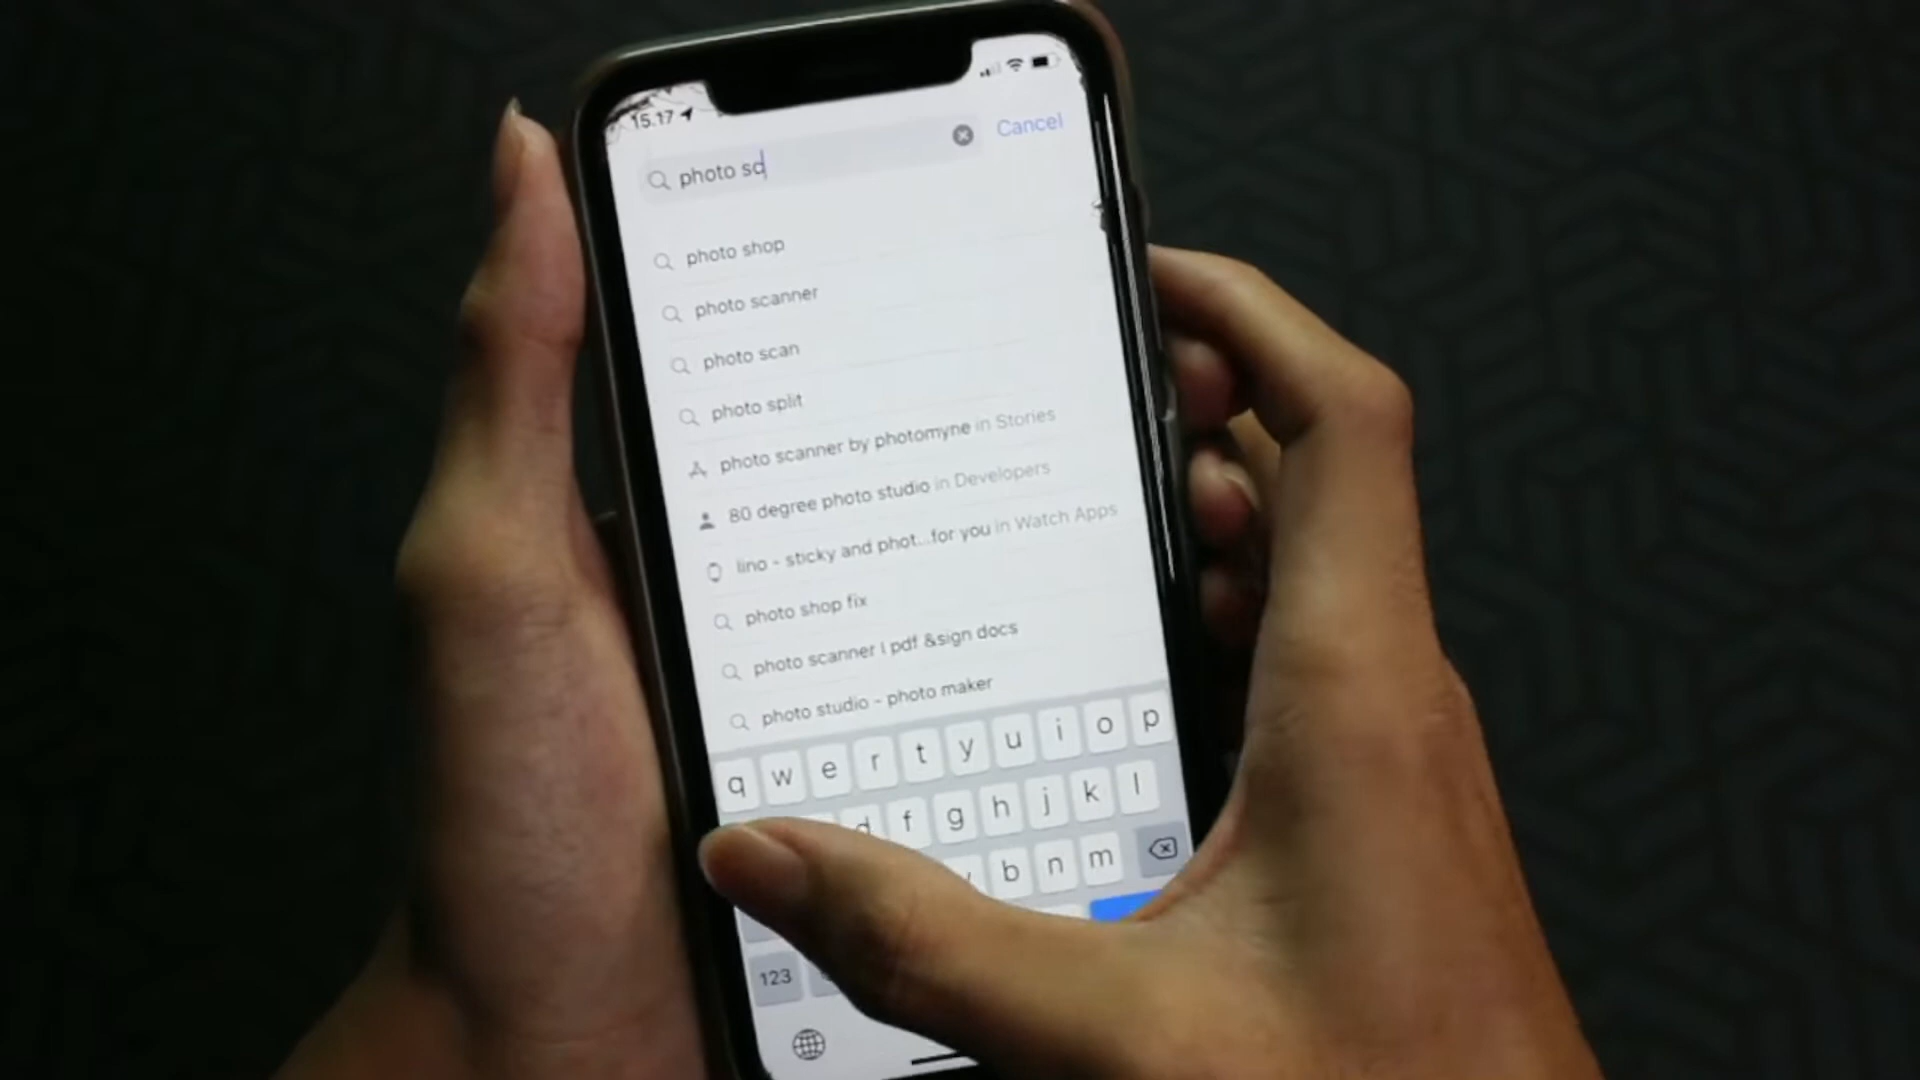 15.17
photo sc
Cancel
photo shop
photo scanner
photo scan
photo split
photo scanner by photomyne in Stories
80 degree photo studio in Developers
lino - sticky and phot...for you in Watch Apps
photo shop fix
photo scanner | pdf &sign docs
photo studio - photo maker
q w e r t y u i o p
d f g h j k l
v b n m
123